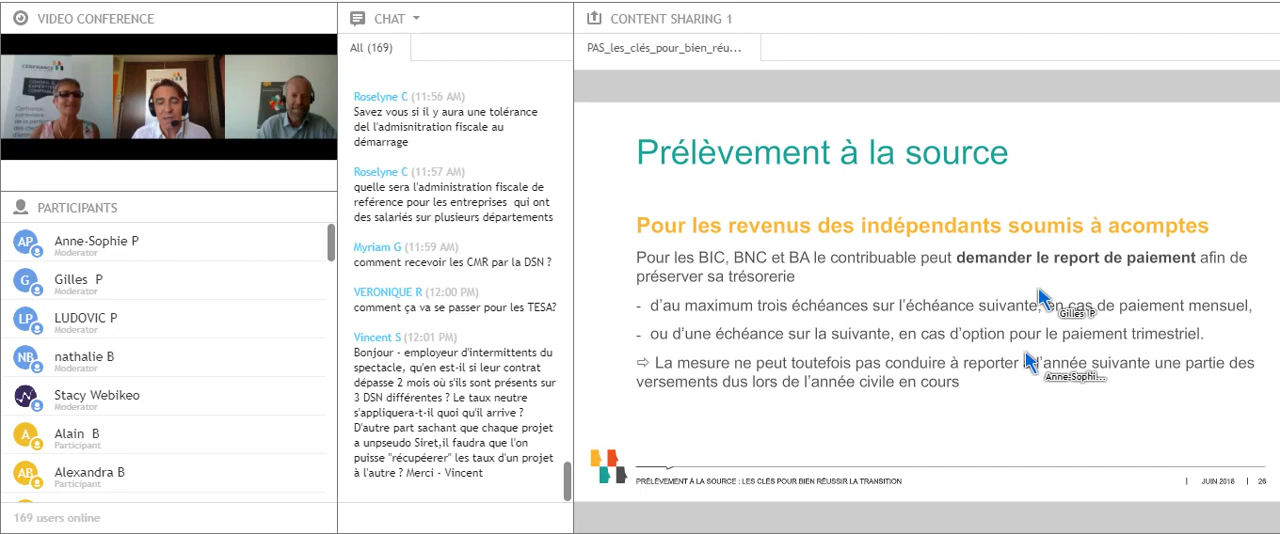 VIDEO CONFERENCE
CERFRANCE
CONSEIL &
EXPERTISE
COMPTABLE
PARTICIPANTS
AP
Anne-Sophie P
Moderator
G
Gilles P
Moderator
LP
LUDOVIC P
Moderator
NB
nathalie B
Moderator
Stacy Webikeo
Moderator
A
Alain B
Participant
AB
Alexandra B
Participant
169 users online
CHAT
All (169)
Roselyne C (11:56 AM)
Savez vous si il y aura une tolérance
del l'admisnitration fiscale au
démarrage
Roselyne C (11:57 AM)
quelle sera l'administration fiscale de
reférence pour les entreprises qui ont
des salariés sur plusieurs départements
Myriam G (11:59 AM)
comment recevoir les CMR par la DSN ?
VERONIQUE R (12:00 PM)
comment ça va se passer pour les TESA?
Vincent S (12:01 PM)
Bonjour - employeur d'intermittents du
spectacle, qu'en est-il si leur contrat
dépasse 2 mois où s'ils sont présents sur
3 DSN différentes ? Le taux neutre
s'appliquera-t-il quoi qu'il arrive ?
D'autre part sachant que chaque projet
a unpseudo Siret,il faudra que l'on
puisse "récupéerer" les taux d'un projet
à l'autre ? Merci - Vincent
CONTENT SHARING 1
PAS_les_clés_pour_bien_réu...
Prélèvement à la source
Pour les revenus des indépendants soumis à acomptes
Pour les BIC, BNC et BA le contribuable peut demander le report de paiement afin de
préserver sa trésorerie
- d'au maximum trois échéances sur l'échéance suivante, en cas de paiement mensuel,
Gilles P
- ou d'une échéance sur la suivante, en cas d'option pour le paiement trimestriel.
⇨ La mesure ne peut toutefois pas conduire à reporter l'année suivante une partie des
Anne-Sophi...
versements dus lors de l'année civile en cours
PRÉLÈVEMENT À LA SOURCE : LES CLÉS POUR BIEN RÉUSSIR LA TRANSITION | JUIN 2018 | 26